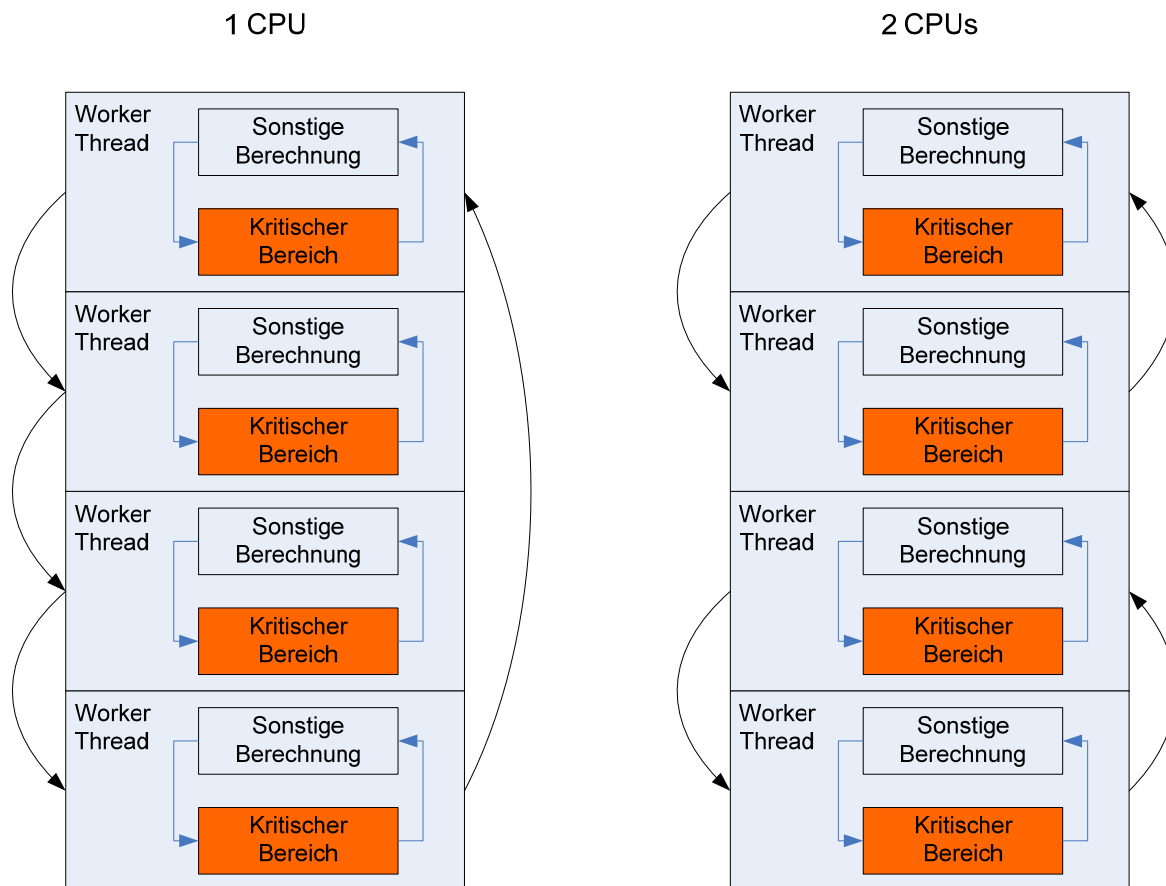 1 CPU
Worker
Thread
Sonstige
Berechnung
Kritischer
Bereich
Worker
Thread
Sonstige
Berechnung
Kritischer
Bereich
Worker
Thread
Sonstige
Berechnung
Kritischer
Bereich
Worker
Thread
Sonstige
Berechnung
Kritischer
Bereich
2 CPUs
Worker
Thread
Sonstige
Berechnung
Kritischer
Bereich
Worker
Thread
Sonstige
Berechnung
Kritischer
Bereich
Worker
Thread
Sonstige
Berechnung
Kritischer
Bereich
Worker
Thread
Sonstige
Berechnung
Kritischer
Bereich